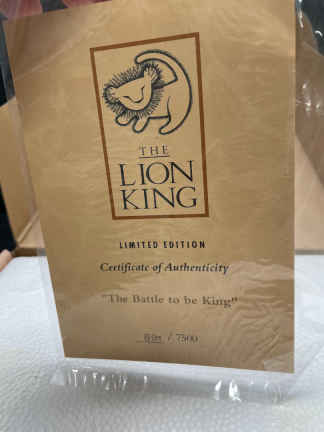 THE
LION
KING
LIMITED EDITION
Certificate of Authenticity
"The Battle to be King"
/ 7500